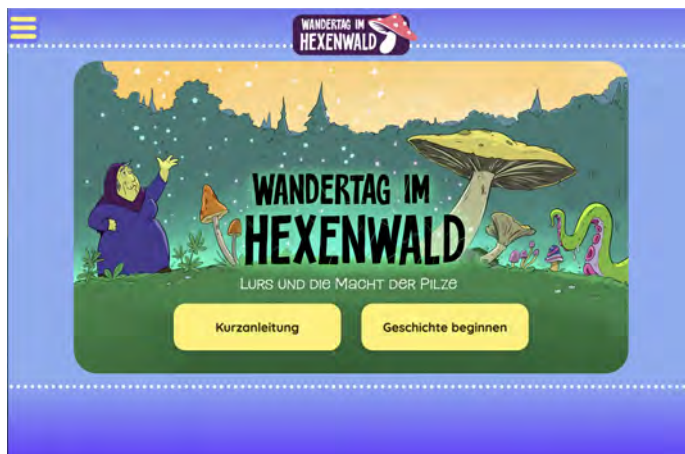 WANDERTAG IM
HEXENWALD
WANDERTAG IM
HEXENWALD
LURS UND DIE MACHT DER PILZE
Kurzanleitung
Geschichte beginnen